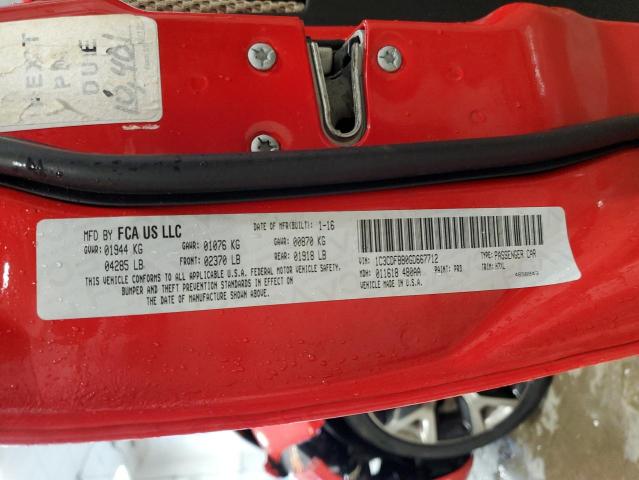 NEXT
DUE
MFD BY FCA US LLC
DATE OF MFR(BUILT): 1-16
GVWR: 01944 KG GAWR: 01076 KG GAWR: 00870 KG
04285 LB FRONT: 02370 LB REAR: 01918 LB
THIS VEHICLE CONFORMS TO ALL APPLICABLE U.S.A. FEDERAL MOTOR VEHICLE SAFETY,
BUMPER AND THEFT PREVENTION STANDARDS IN EFFECT ON
THE DATE OF MANUFACTURE SHOWN ABOVE.
VIN: 1C3CDFBB0GD667712 TYPE: PASSENGER CAR
MDH: 011618 480AA PAINT: PR3 TRIM: H7XL
VEHICLE MADE IN U.S.A.